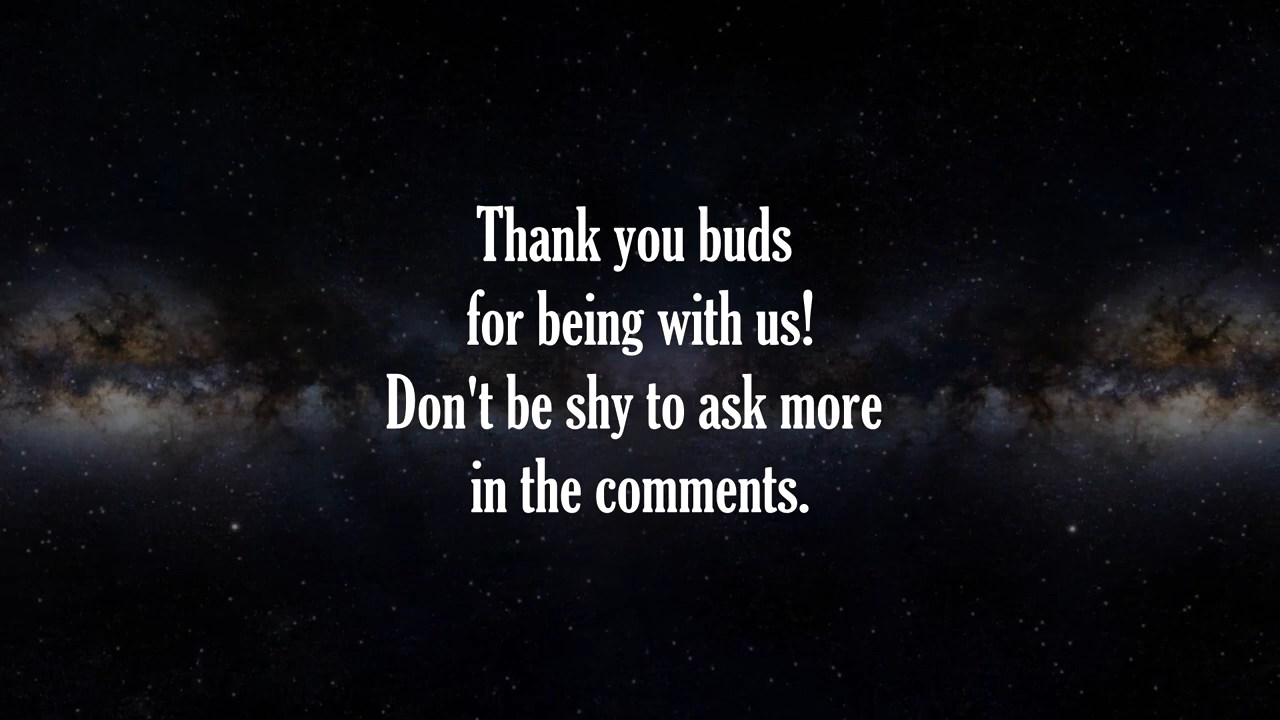 Thank you buds
for being with us!
Don't be shy to ask more
in the comments.